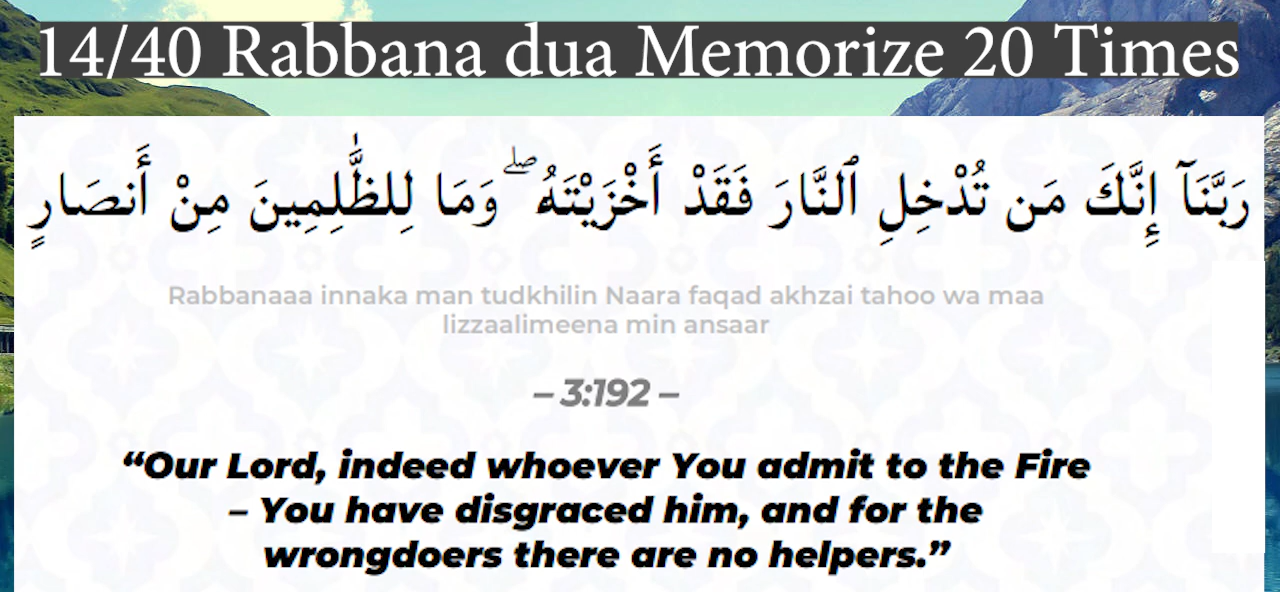 14/40 Rabbana dua Memorize 20 Times
رَبَّنَآ إِنَّكَ مَن تُدْخِلِ ٱلنَّارَ فَقَدْ أَخْزَيْتَهُۥ ۖ وَمَا لِلظَّٰلِمِينَ مِنْ أَنصَارٍ
Rabbanaaa innaka man tudkhilin Naara faqad akhzai tahoo wa maa
lizzaalimeena min ansaar
– 3:192 –
“Our Lord, indeed whoever You admit to the Fire
– You have disgraced him, and for the
wrongdoers there are no helpers.”